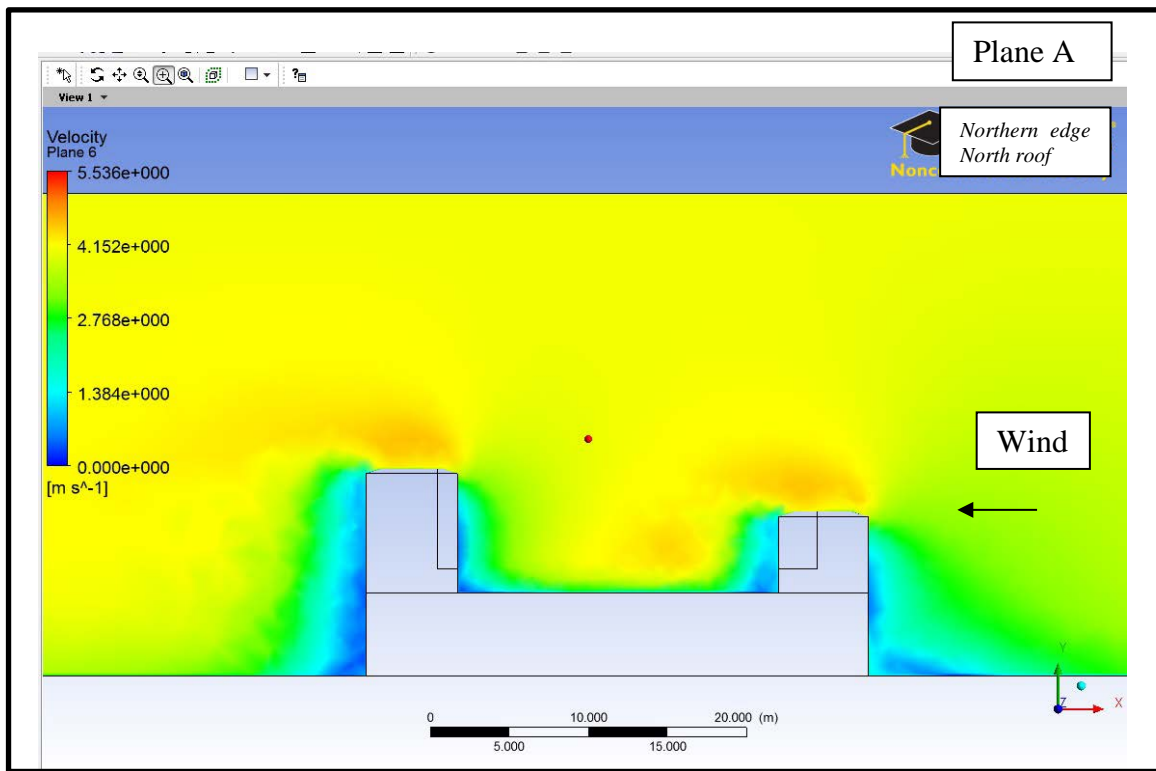 Plane A
View 1
Velocity
Plane 6
Northern edge
North roof
Nonc
5.536e+000
4.152e+000
2.768e+000
1.384e+000
0.000e+000
[m s^-1]
Wind
Y
Z X
0 10.000 20.000 (m)
5.000 15.000